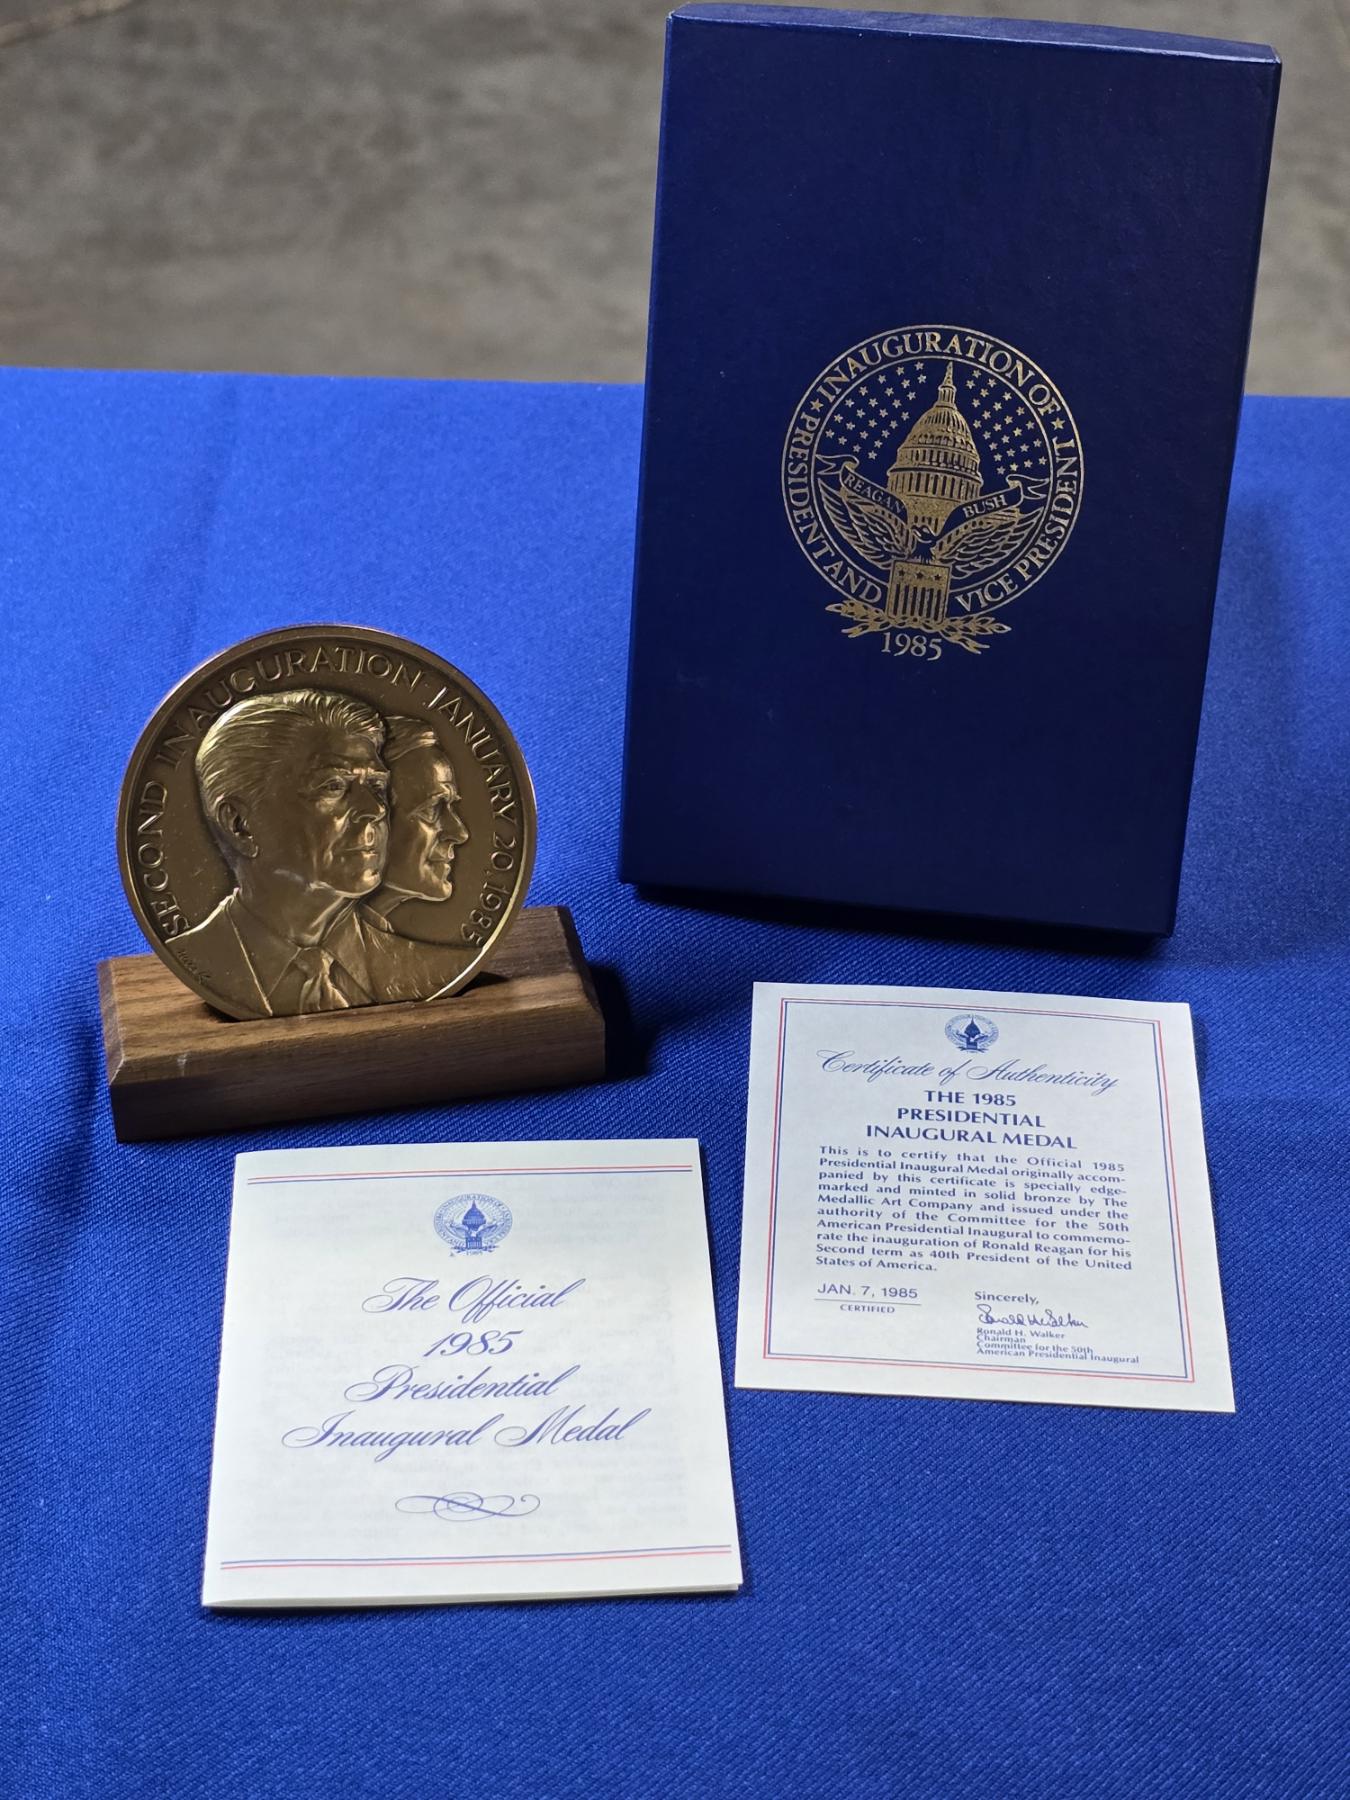 INAUGURATION OF
PRESIDENT AND VICE PRESIDENT
REAGAN BUSH
1985
SECOND INAUGURATION · JANUARY 20, 1985
Certificate of Authenticity
THE 1985
PRESIDENTIAL
INAUGURAL MEDAL
This is to certify that the Official 1985
Presidential Inaugural Medal originally accom-
panied by this certificate is specially edge-
marked and minted in solid bronze by The
Medallic Art Company and issued under the
authority of the Committee for the 50th
American Presidential Inaugural to commemo-
rate the inauguration of Ronald Reagan for his
Second term as 40th President of the United
States of America.
JAN. 7, 1985
CERTIFIED
Sincerely,
Ronald H. Walker
Chairman
Committee for the 50th
American Presidential Inaugural
1985
The Official
1985
Presidential
Inaugural Medal